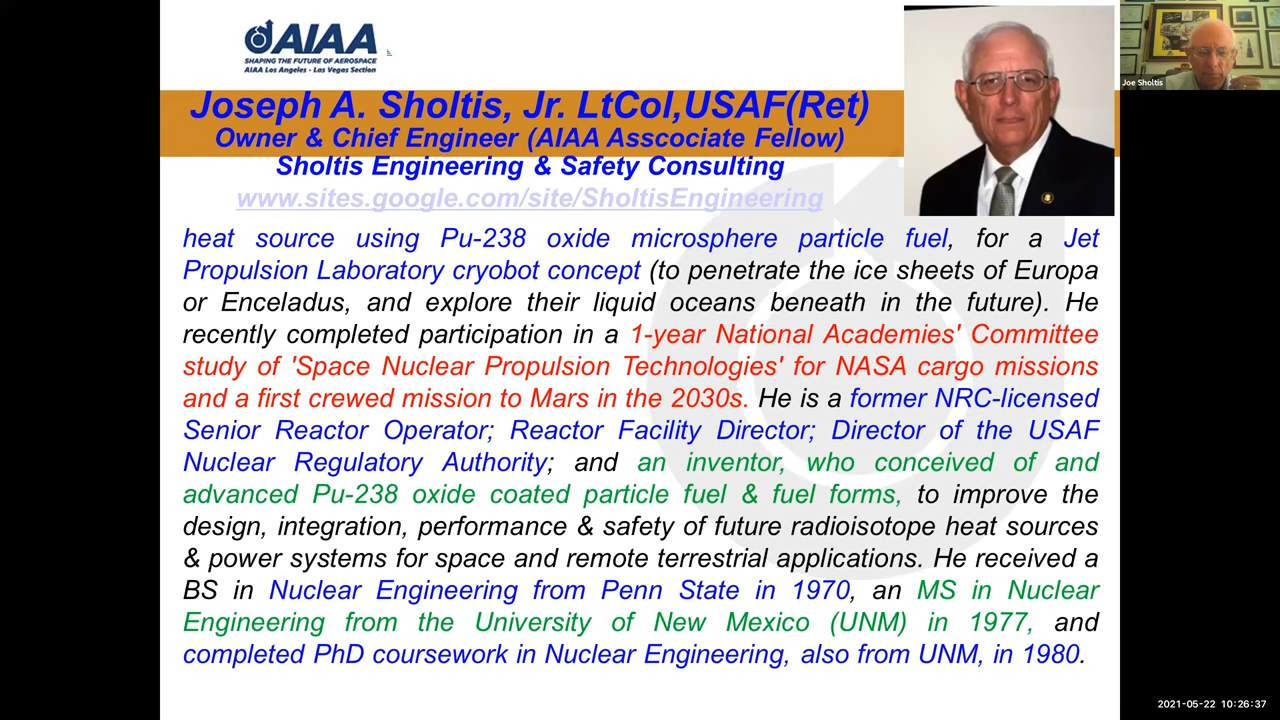 AIAA
SHAPING THE FUTURE OF AEROSPACE
AIAA Los Angeles - Las Vegas Section
Joe Sholtis
Joseph A. Sholtis, Jr. LtCol,USAF(Ret)
Owner & Chief Engineer (AIAA Asscociate Fellow)
Sholtis Engineering & Safety Consulting
www.sites.google.com/site/SholtisEngineering
heat source using Pu-238 oxide microsphere particle fuel, for a Jet
Propulsion Laboratory cryobot concept (to penetrate the ice sheets of Europa
or Enceladus, and explore their liquid oceans beneath in the future). He
recently completed participation in a 1-year National Academies' Committee
study of 'Space Nuclear Propulsion Technologies' for NASA cargo missions
and a first crewed mission to Mars in the 2030s. He is a former NRC-licensed
Senior Reactor Operator; Reactor Facility Director; Director of the USAF
Nuclear Regulatory Authority; and an inventor, who conceived of and
advanced Pu-238 oxide coated particle fuel & fuel forms, to improve the
design, integration, performance & safety of future radioisotope heat sources
& power systems for space and remote terrestrial applications. He received a
BS in Nuclear Engineering from Penn State in 1970, an MS in Nuclear
Engineering from the University of New Mexico (UNM) in 1977, and
completed PhD coursework in Nuclear Engineering, also from UNM, in 1980.
2021-05-22 10:26:37